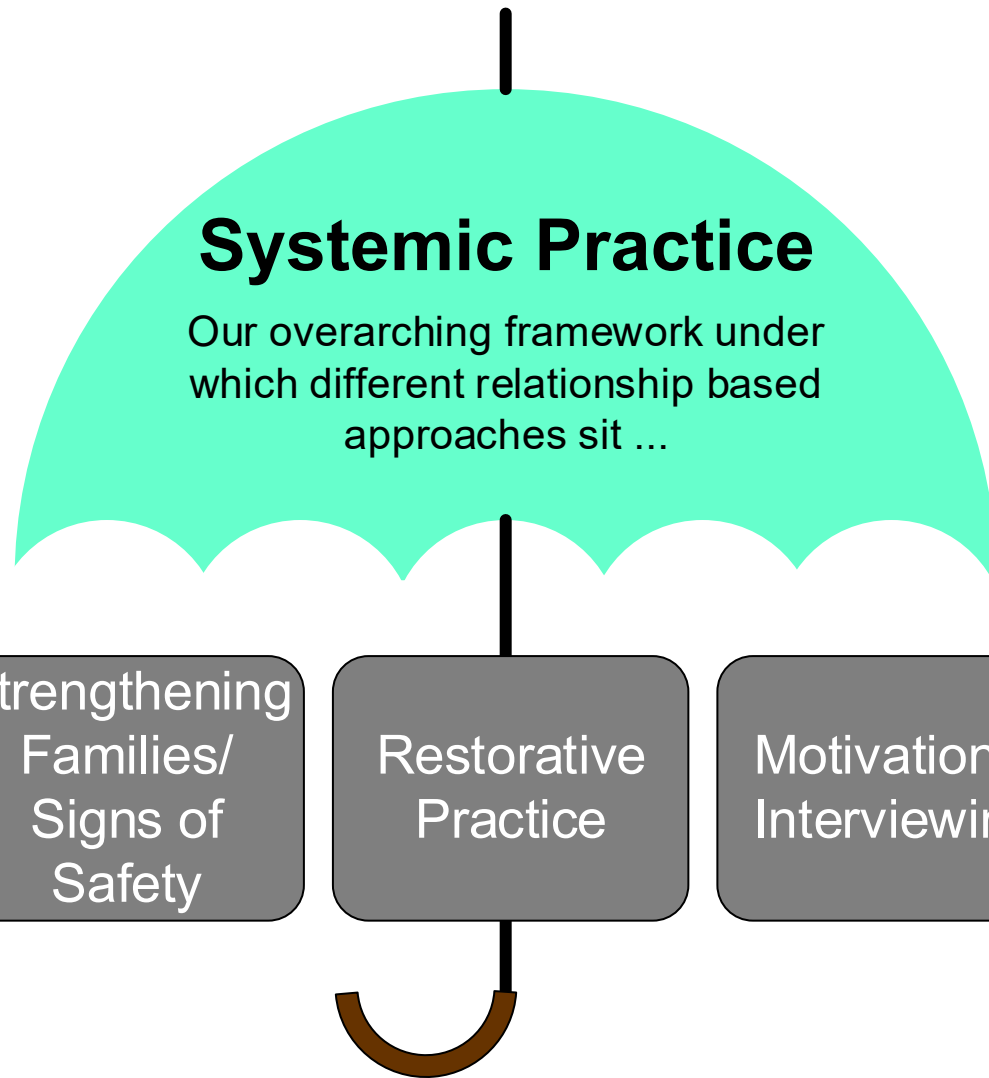 Systemic Practice
Our overarching framework under
which different relationship based
approaches sit ...
trengthening
Families/
Signs of
Safety
Restorative
Practice
Motivation
Interviewi